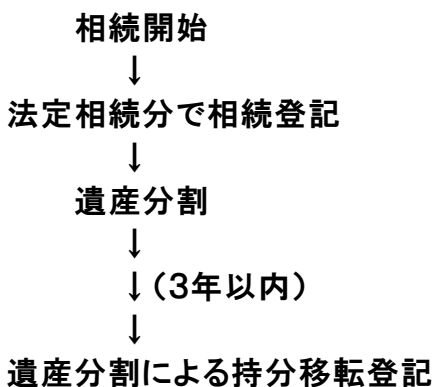 相続開始
↓
法定相続分で相続登記
↓
遺産分割
↓
↓(3年以内)
↓
遺産分割による持分移転登記